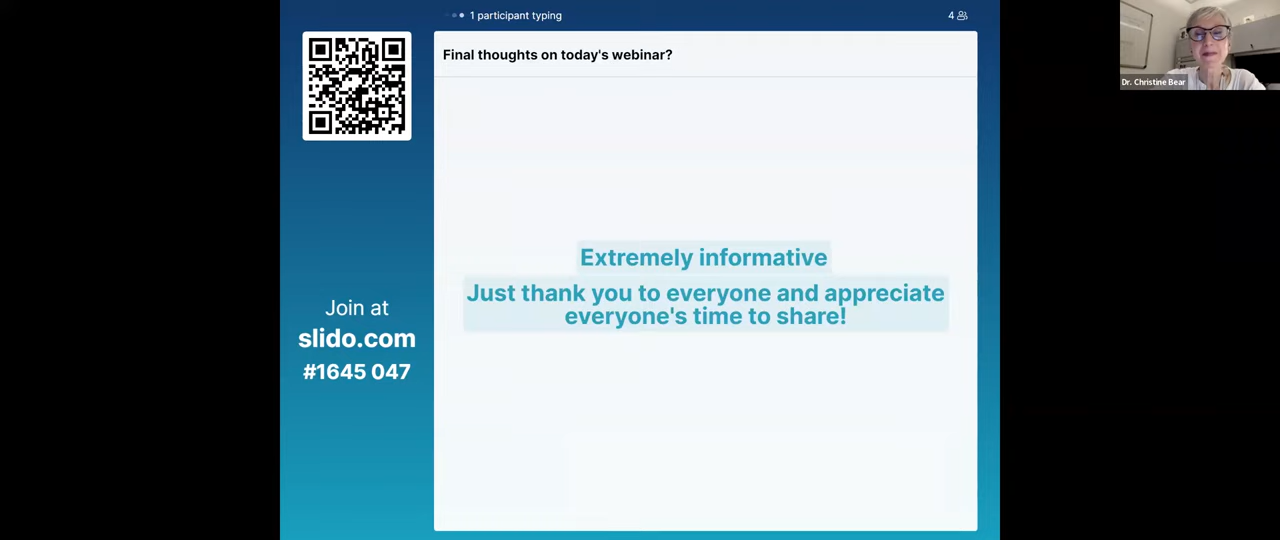 1 participant typing
4
Final thoughts on today's webinar?
Dr. Christine Bear
Extremely informative
Just thank you to everyone and appreciate
everyone's time to share!
Join at
slido.com
#1645 047